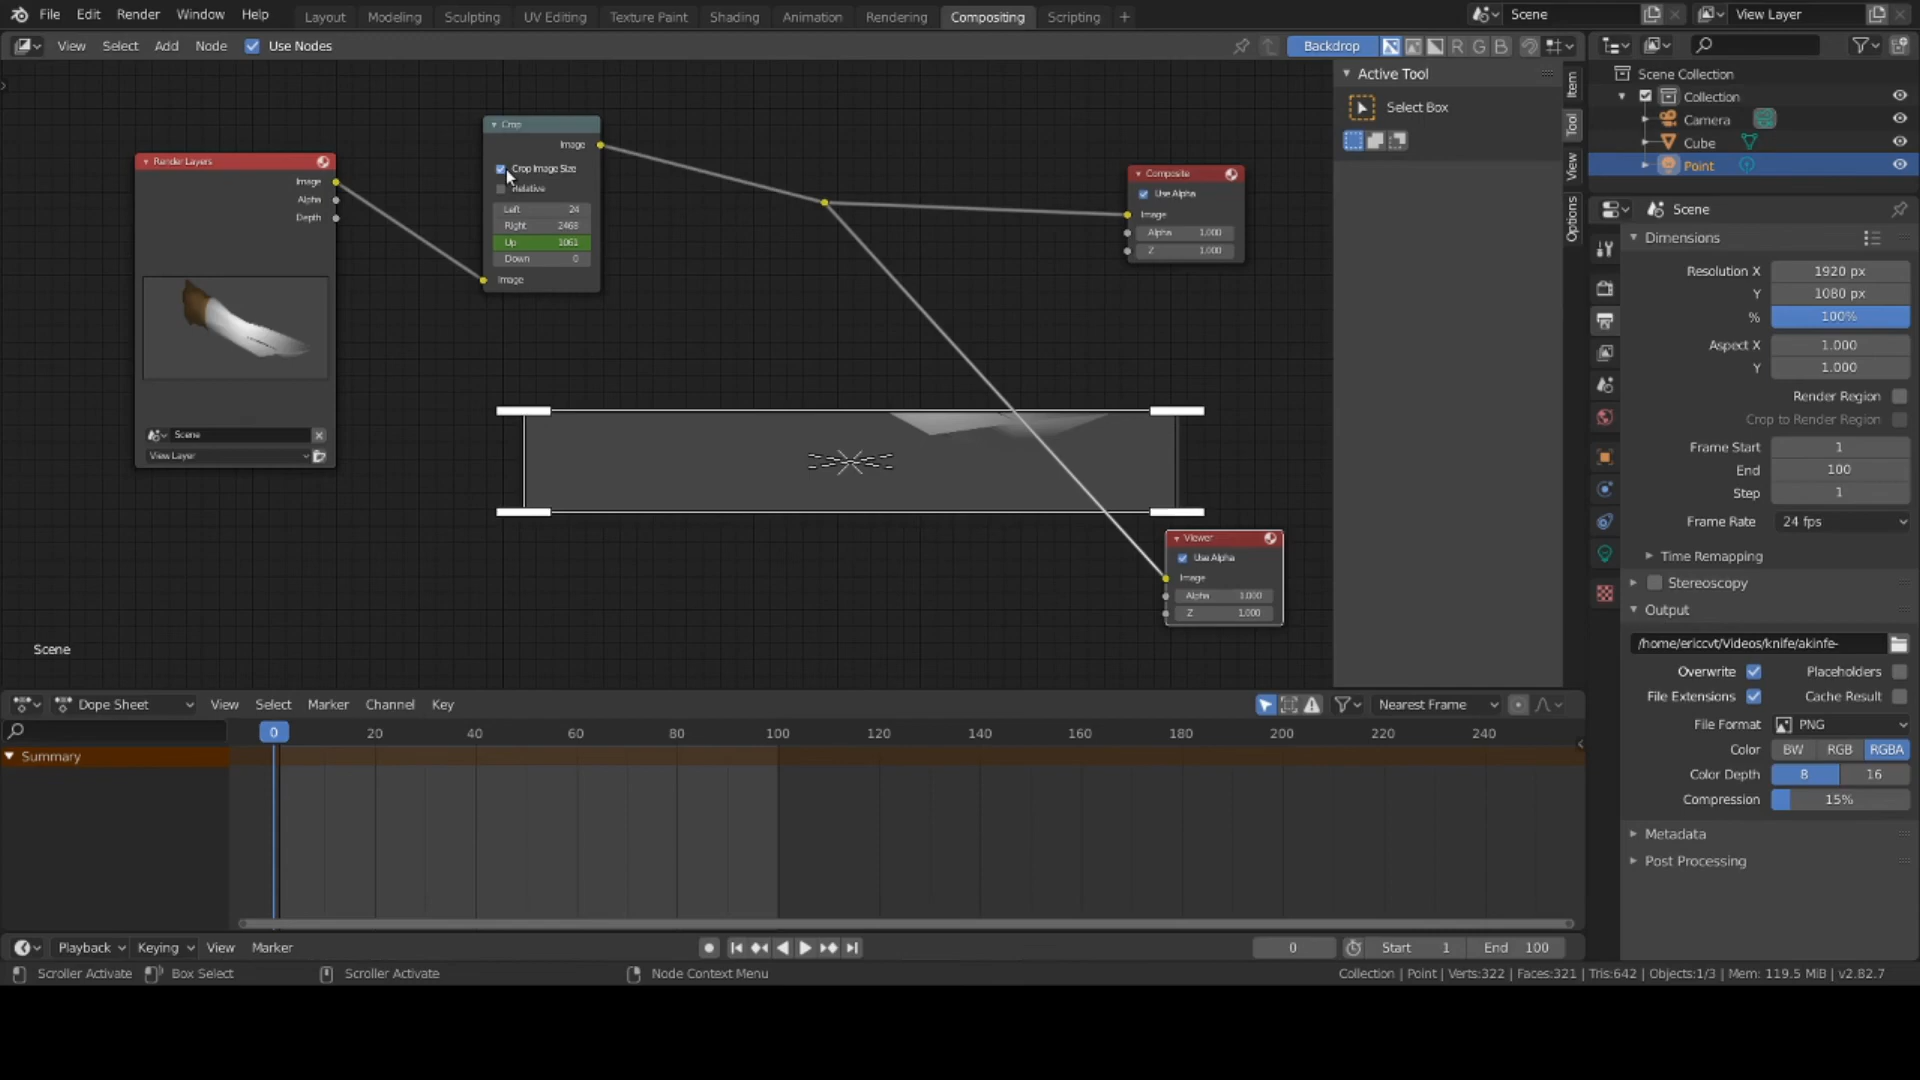 File Edit Render Window Help Layout Modeling Sculpting UV Editing Texture Paint Shading Animation Rendering Compositing Scripting + Scene View Layer
View Select Add Node Use Nodes Backdrop R G B
Active Tool
Select Box
Item
Tool
View
Options
Scene Collection
Collection
Camera
Cube
Point
Render Layers
Image
Alpha
Depth
Scene
View Layer
Crop
Image
Crop Image Size
Relative
Left 24
Right 2468
Up 1061
Down 0
Image
Composite
Use Alpha
Image
Alpha 1.000
Z 1.000
Viewer
Use Alpha
Image
Alpha 1.000
Z 1.000
Scene
Scene
Dimensions
Resolution X 1920 px
Y 1080 px
% 100%
Aspect X 1.000
Y 1.000
Render Region
Crop to Render Region
Frame Start 1
End 100
Step 1
Frame Rate 24 fps
Time Remapping
Stereoscopy
Output
/home/ericcvt/Videos/knife/akinfe-
Overwrite Placeholders
File Extensions Cache Result
File Format PNG
Color BW RGB RGBA
Color Depth 8 16
Compression 15%
Metadata
Post Processing
Dope Sheet View Select Marker Channel Key Nearest Frame
0 20 40 60 80 100 120 140 160 180 200 220 240
Summary
Playback Keying View Marker 0 Start 1 End 100
Scroller Activate Box Select Scroller Activate Node Context Menu Collection | Point | Verts:322 | Faces:321 | Tris:642 | Objects:1/3 | Mem: 119.5 MiB | v2.82.7